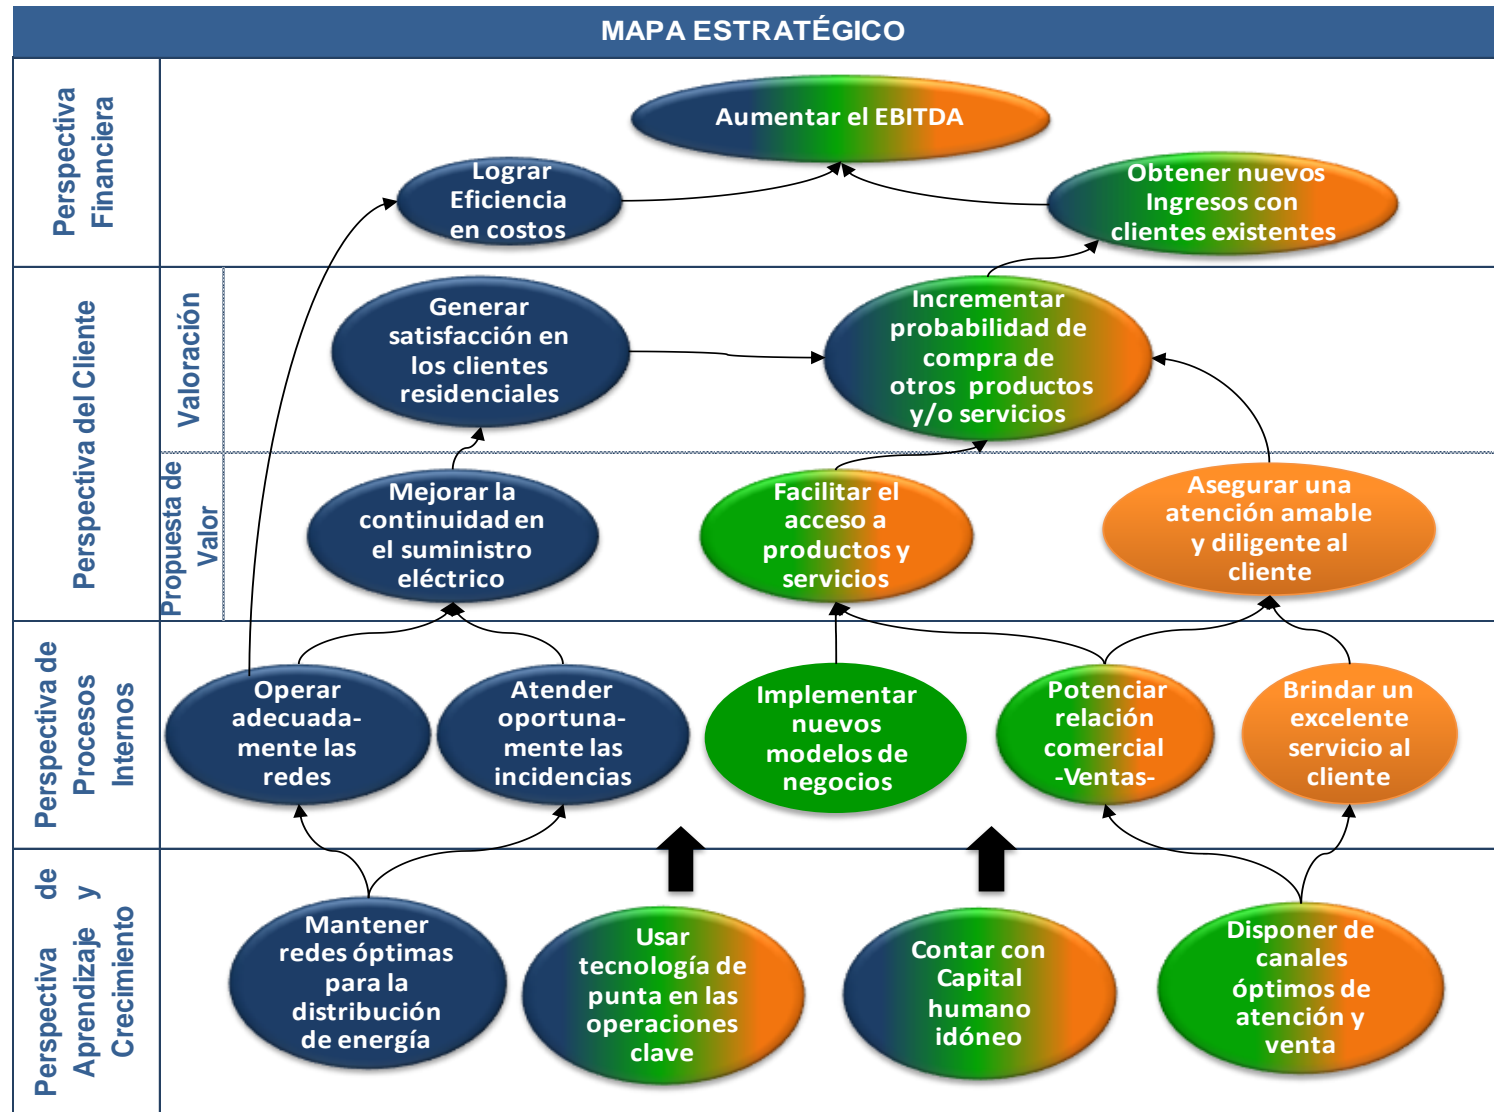 MAPA ESTRATÉGICO
Perspectiva
Financiera
Aumentar el EBITDA
Lograr
Eficiencia
en costos
Obtener nuevos
Ingresos con
clientes existentes
Perspectiva del Cliente
Valoración
Generar
satisfacción en
los clientes
residenciales
Incrementar
probabilidad de
compra de
otros productos
y/o servicios
Propuesta de
Valor
Mejorar la
continuidad en
el suministro
eléctrico
Facilitar el
acceso a
productos y
servicios
Asegurar una
atención amable
y diligente al
cliente
Perspectiva de
Procesos
Internos
Operar
adecuada-
mente las
redes
Atender
oportuna-
mente las
incidencias
Implementar
nuevos
modelos de
negocios
Potenciar
relación
comercial
-Ventas-
Brindar un
excelente
servicio al
cliente
Perspectiva de
Aprendizaje y
Crecimiento
Mantener
redes óptimas
para la
distribución
de energía
Usar
tecnología de
punta en las
operaciones
clave
Contar con
Capital
humano
idóneo
Disponer de
canales
óptimos de
atención y
venta